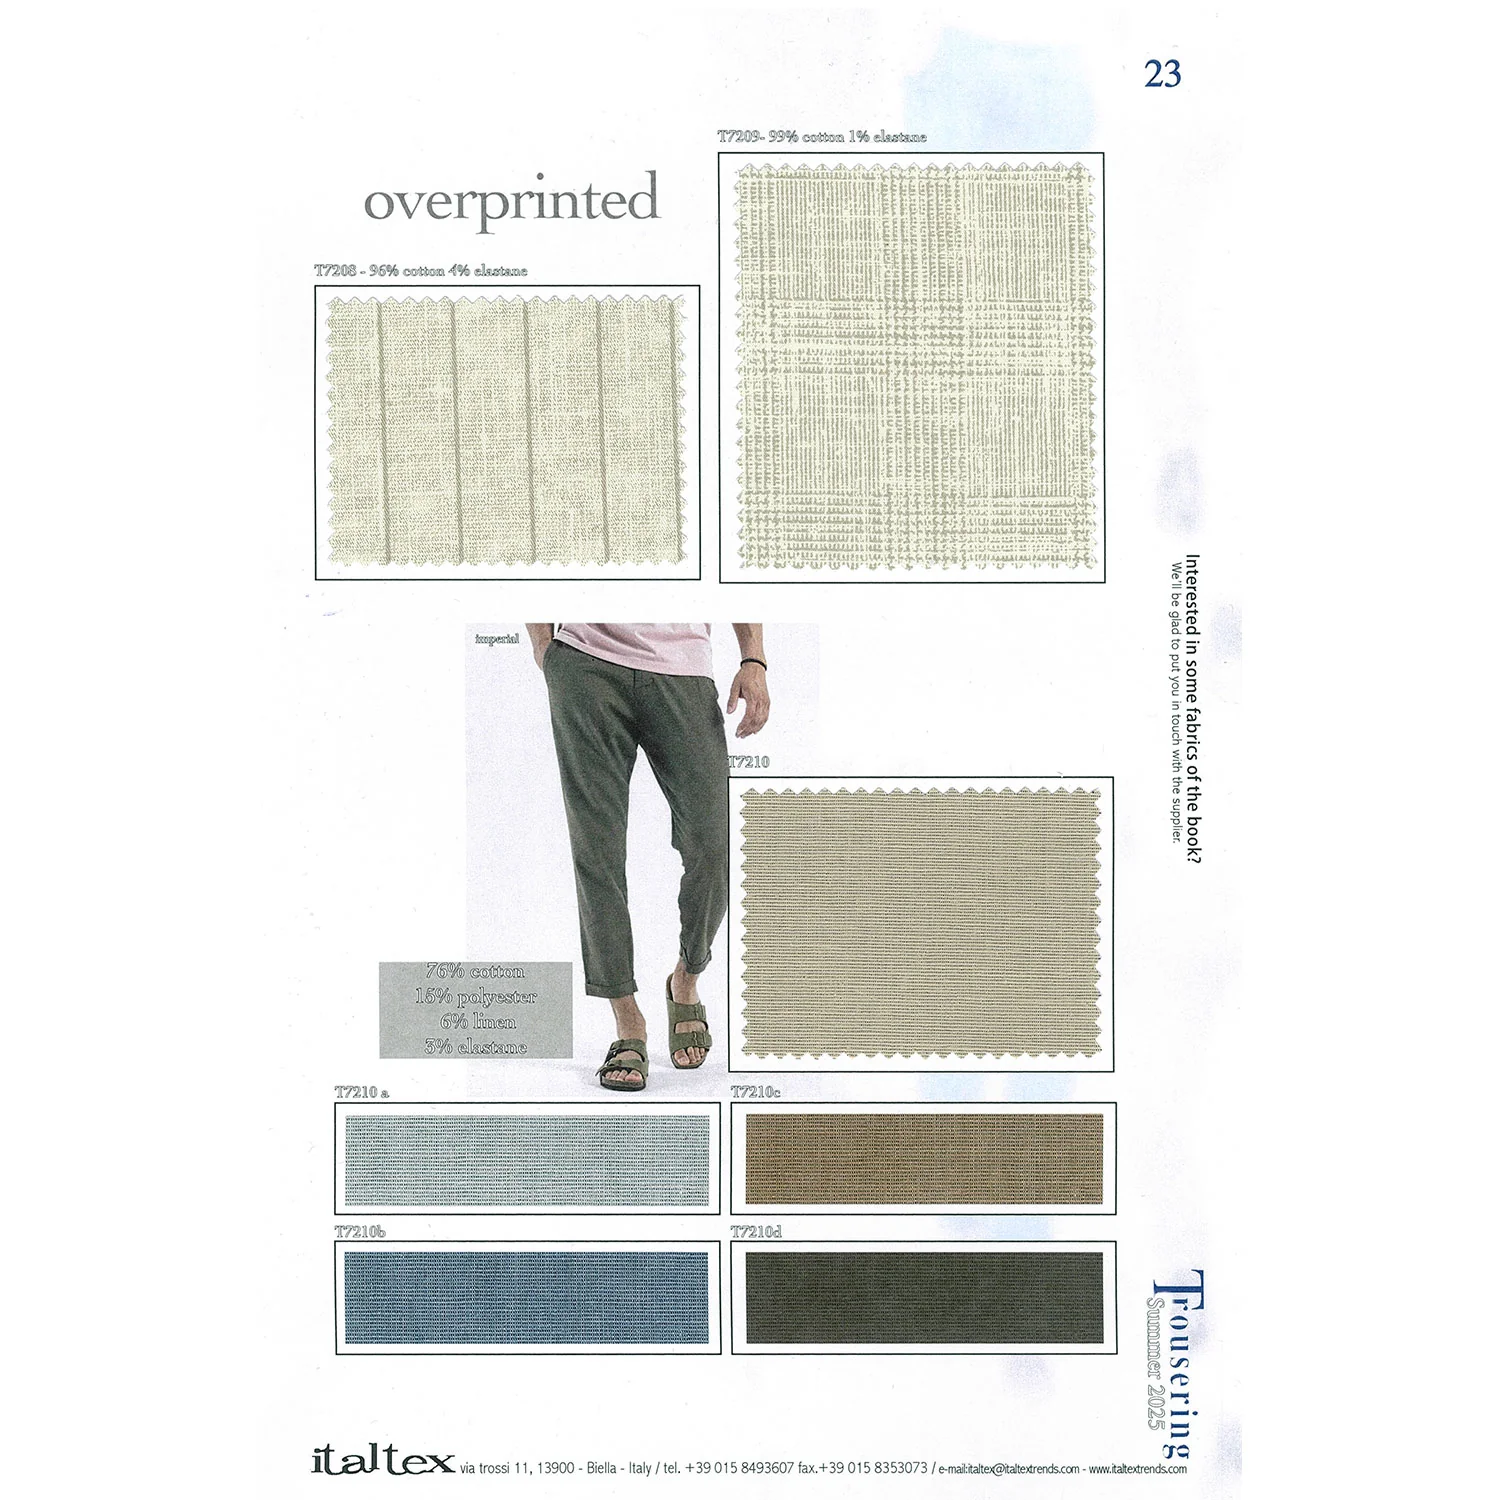 23
T7209- 99% cotton 1% elastane
overprinted
T7208 - 96% cotton 4% elastane
Interested in some fabrics of the book?
We'll be glad to put you in touch with the supplier.
imperial
T7210
76% cotton
15% polyester
6% linen
3% elastane
T7210 a
T7210c
T7210b
T7210d
Trousering
Summer 2025
italtex via trossi 11, 13900 - Biella - Italy / tel. +39 015 8493607 fax.+39 015 8353073 / e-mail:italtex@italtextrends.com - www.italtextrends.com